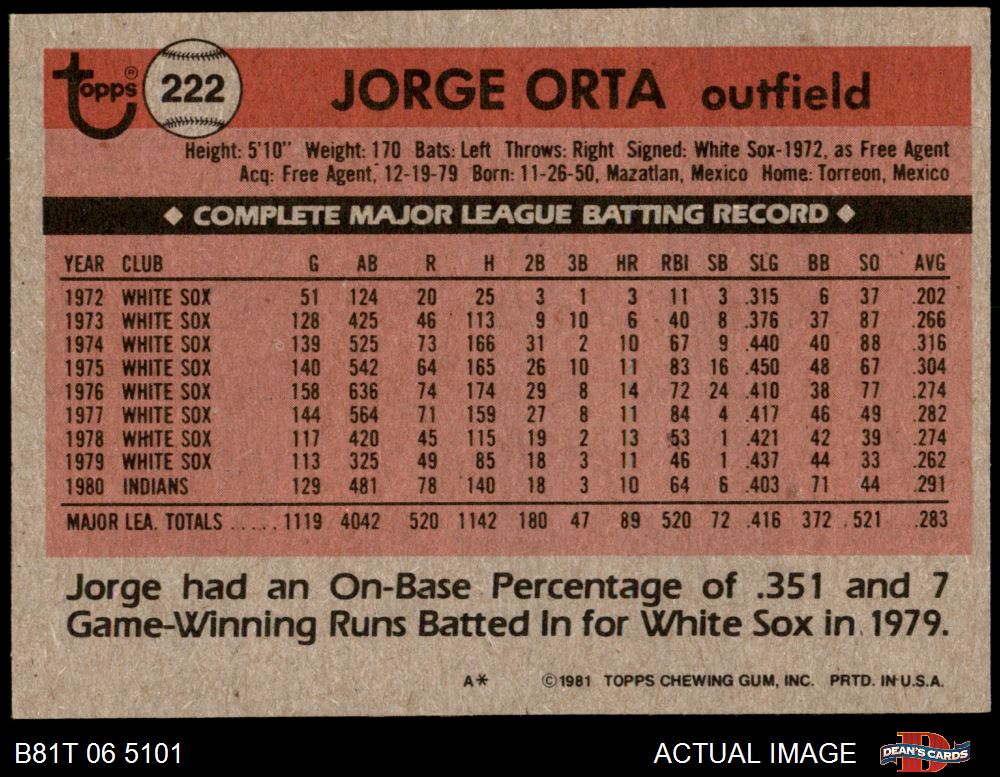 topps® 222 JORGE ORTA outfield
Height: 5'10" Weight: 170 Bats: Left Throws: Right Signed: White Sox-1972, as Free Agent
Acq: Free Agent, 12-19-79 Born: 11-26-50, Mazatlan, Mexico Home: Torreon, Mexico
◆ COMPLETE MAJOR LEAGUE BATTING RECORD ◆
YEAR CLUB G AB R H 2B 3B HR RBI SB SLG BB SO AVG
1972 WHITE SOX 51 124 20 25 3 1 3 11 3 .315 6 37 .202
1973 WHITE SOX 128 425 46 113 9 10 6 40 8 .376 37 87 .266
1974 WHITE SOX 139 525 73 166 31 2 10 67 9 .440 40 88 .316
1975 WHITE SOX 140 542 64 165 26 10 11 83 16 .450 48 67 .304
1976 WHITE SOX 158 636 74 174 29 8 14 72 24 .410 38 77 .274
1977 WHITE SOX 144 564 71 159 27 8 11 84 4 .417 46 49 .282
1978 WHITE SOX 117 420 45 115 19 2 13 53 1 .421 42 39 .274
1979 WHITE SOX 113 325 49 85 18 3 11 46 1 .437 44 33 .262
1980 INDIANS 129 481 78 140 18 3 10 64 6 .403 71 44 .291
MAJOR LEA. TOTALS ..... 1119 4042 520 1142 180 47 89 520 72 .416 372 521 .283
Jorge had an On-Base Percentage of .351 and 7
Game-Winning Runs Batted In for White Sox in 1979.
A* ©1981 TOPPS CHEWING GUM, INC. PRTD. IN U.S.A.
B81T 06 5101 ACTUAL IMAGE D DEAN'S CARDS